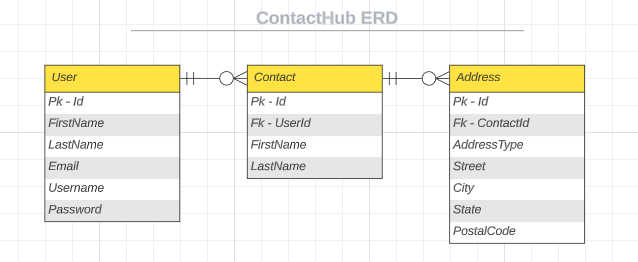 ContactHub ERD
User
Pk - Id
FirstName
LastName
Email
Username
Password
Contact
Pk - Id
Fk - UserId
FirstName
LastName
Address
Pk - Id
Fk - ContactId
AddressType
Street
City
State
PostalCode